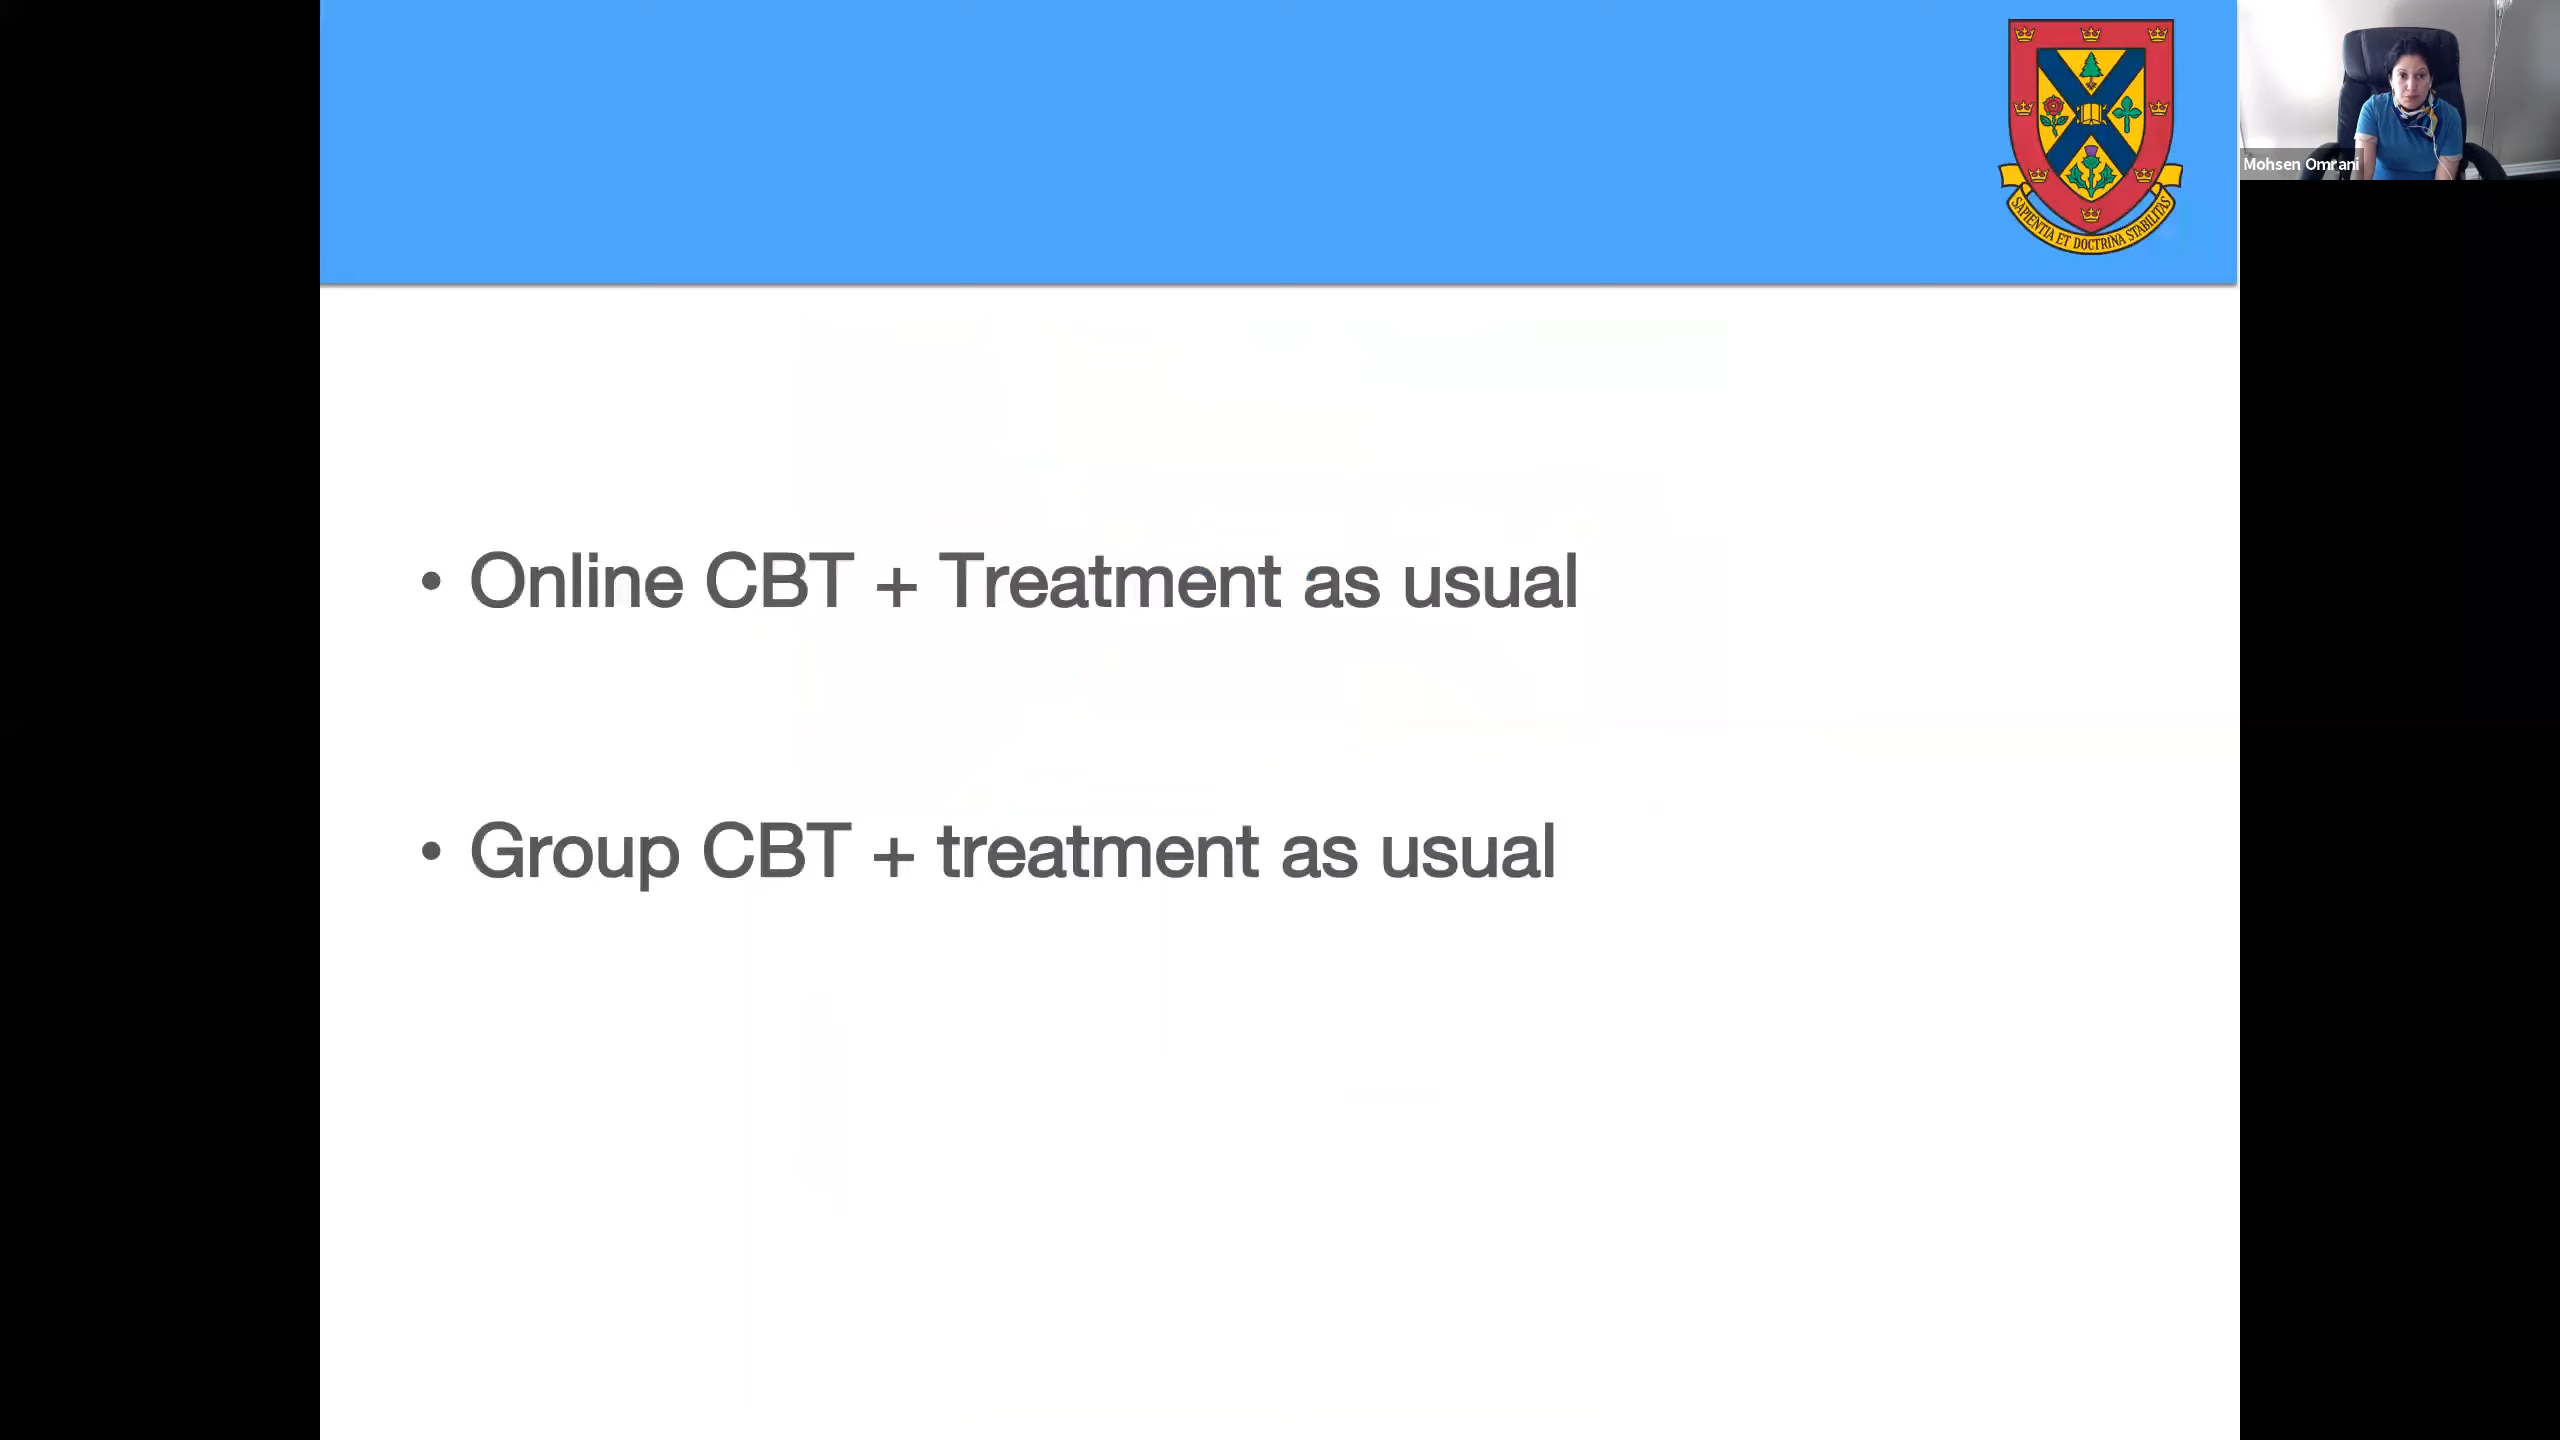 SAPIENTIA ET DOCTRINA STABILITAS
Mohsen Omrani
• Online CBT + Treatment as usual
• Group CBT + treatment as usual